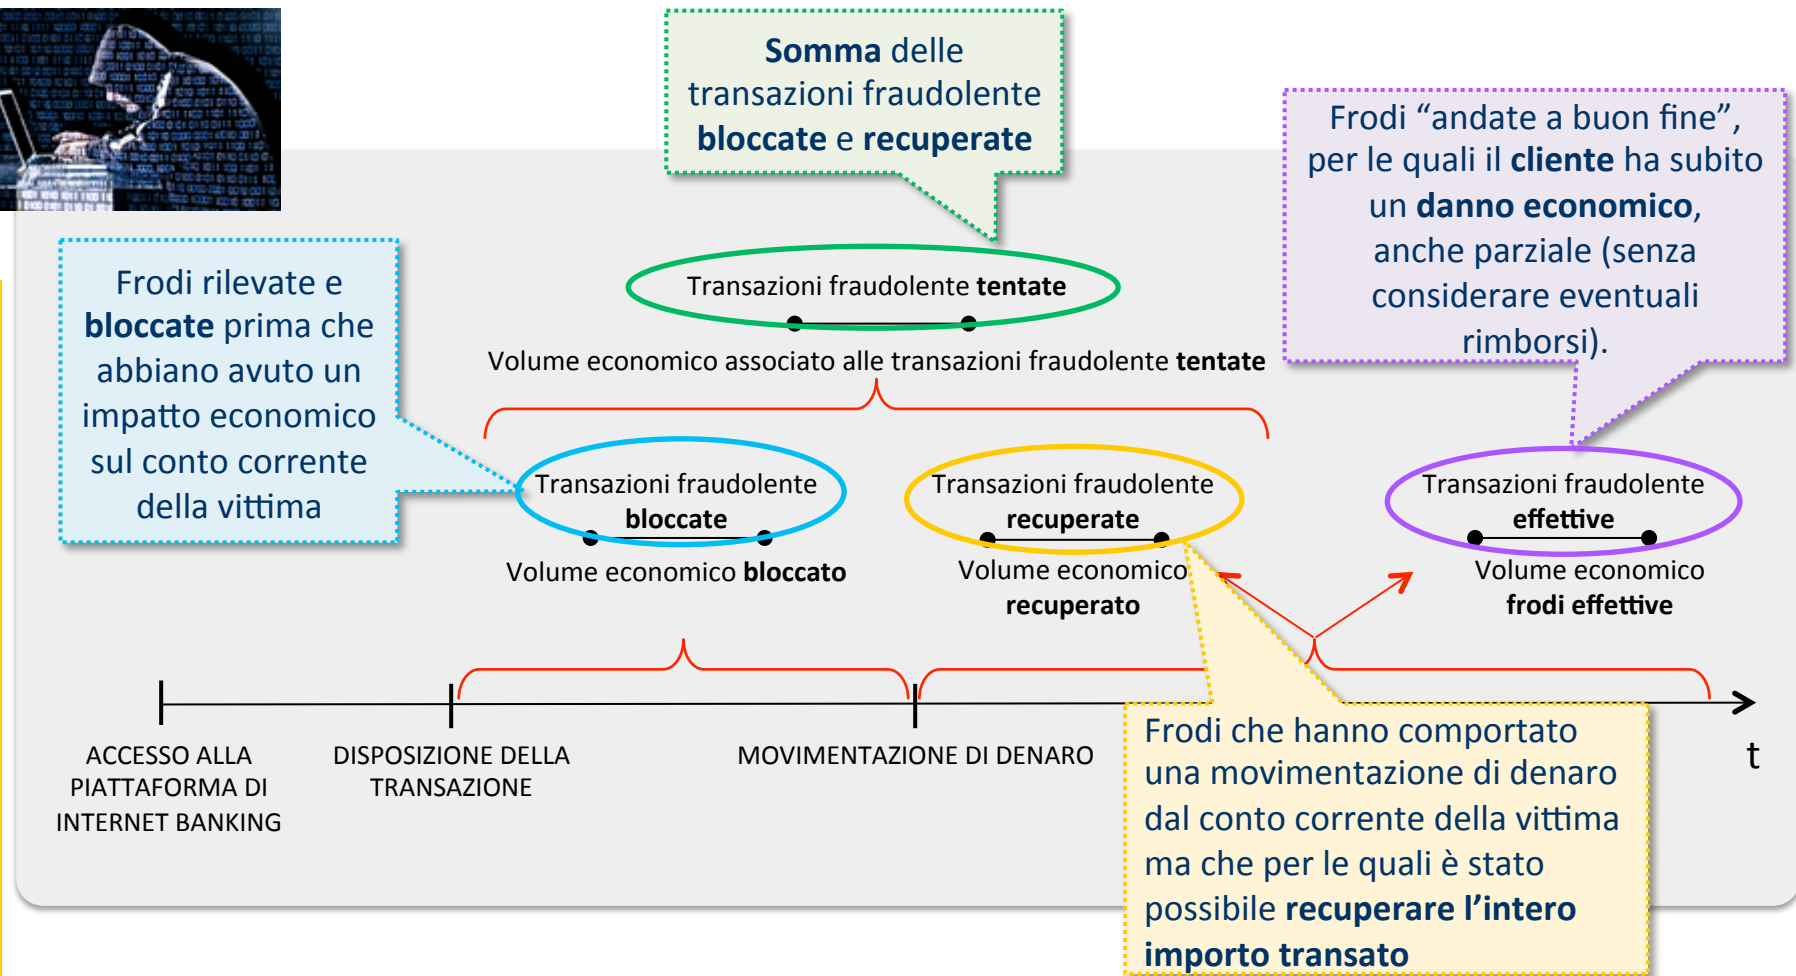 Somma delle
transazioni fraudolente
bloccate e recuperate
Frodi “andate a buon fine”,
per le quali il cliente ha subito
un danno economico,
anche parziale (senza
considerare eventuali
rimborsi).
Frodi rilevate e
bloccate prima che
abbiano avuto un
impatto economico
sul conto corrente
della vittima
Transazioni fraudolente tentate
Volume economico associato alle transazioni fraudolente tentate
Transazioni fraudolente
bloccate
Volume economico bloccato
Transazioni fraudolente
recuperate
Volume economico
recuperato
Transazioni fraudolente
effettive
Volume economico
frodi effettive
ACCESSO ALLA
PIATTAFORMA DI
INTERNET BANKING
DISPOSIZIONE DELLA
TRANSAZIONE
MOVIMENTAZIONE DI DENARO
t
Frodi che hanno comportato
una movimentazione di denaro
dal conto corrente della vittima
ma che per le quali è stato
possibile recuperare l’intero
importo transato